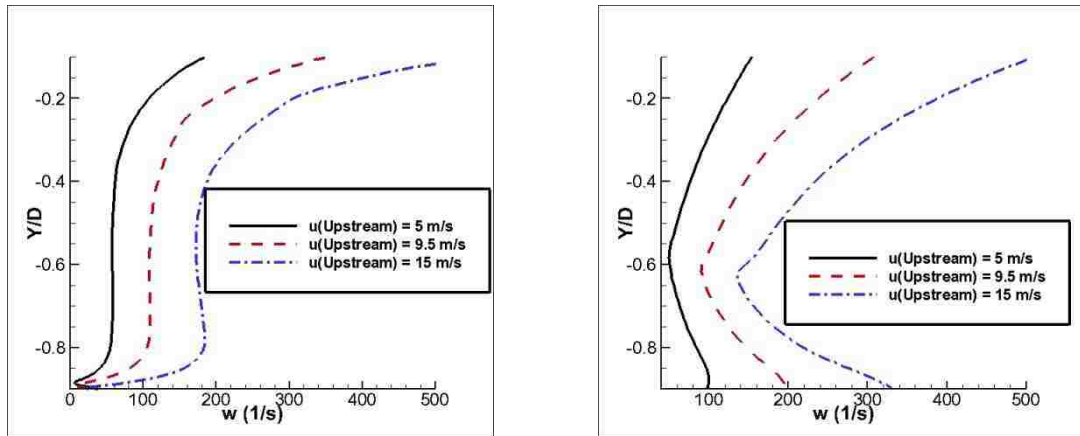 -0.2
-0.4
Y/D
-0.6
-0.8
u(Upstream) = 5 m/s
u(Upstream) = 9.5 m/s
u(Upstream) = 15 m/s
0 100 200 300 400 500
w (1/s)
-0.2
-0.4
Y/D
-0.6
-0.8
u(Upstream) = 5 m/s
u(Upstream) = 9.5 m/s
u(Upstream) = 15 m/s
100 200 300 400 500
w (1/s)